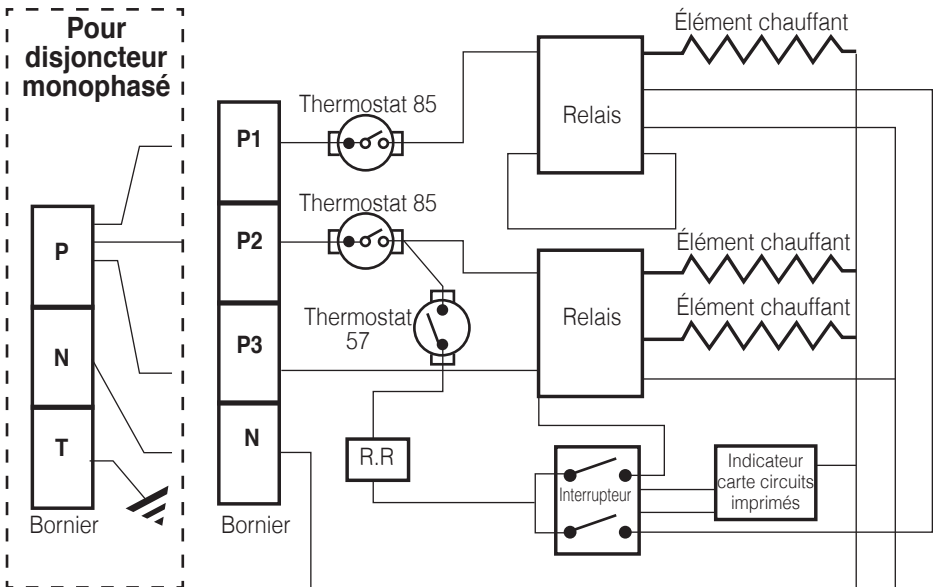 Pour
disjoncteur
monophasé
P
N
T
Bornier
P1
P2
P3
N
Bornier
Thermostat 85
Thermostat 85
Thermostat
57
R.R
Relais
Élément chauffant
Relais
Élément chauffant
Élément chauffant
Interrupteur
Indicateur
carte circuits
imprimés